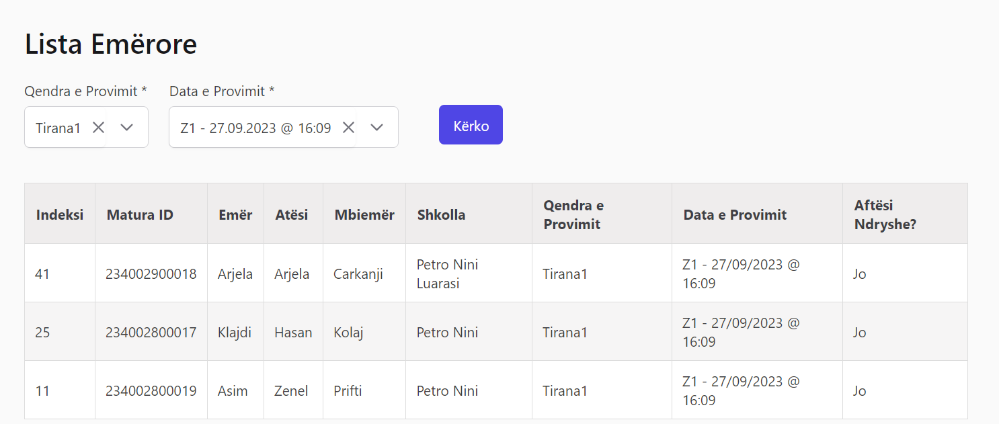 Lista Emërore
Qendra e Provimit * Data e Provimit *
Tirana1 Z1 - 27.09.2023 @ 16:09 Kërko
Indeksi Matura ID Emër Atësi Mbiemër Shkolla Qendra e Provimit Data e Provimit Aftësi Ndryshe?
41 234002900018 Arjela Arjela Carkanji Petro Nini Luarasi Tirana1 Z1 - 27/09/2023 @ 16:09 Jo
25 234002800017 Klajdi Hasan Kolaj Petro Nini Tirana1 Z1 - 27/09/2023 @ 16:09 Jo
11 234002800019 Asim Zenel Prifti Petro Nini Tirana1 Z1 - 27/09/2023 @ 16:09 Jo